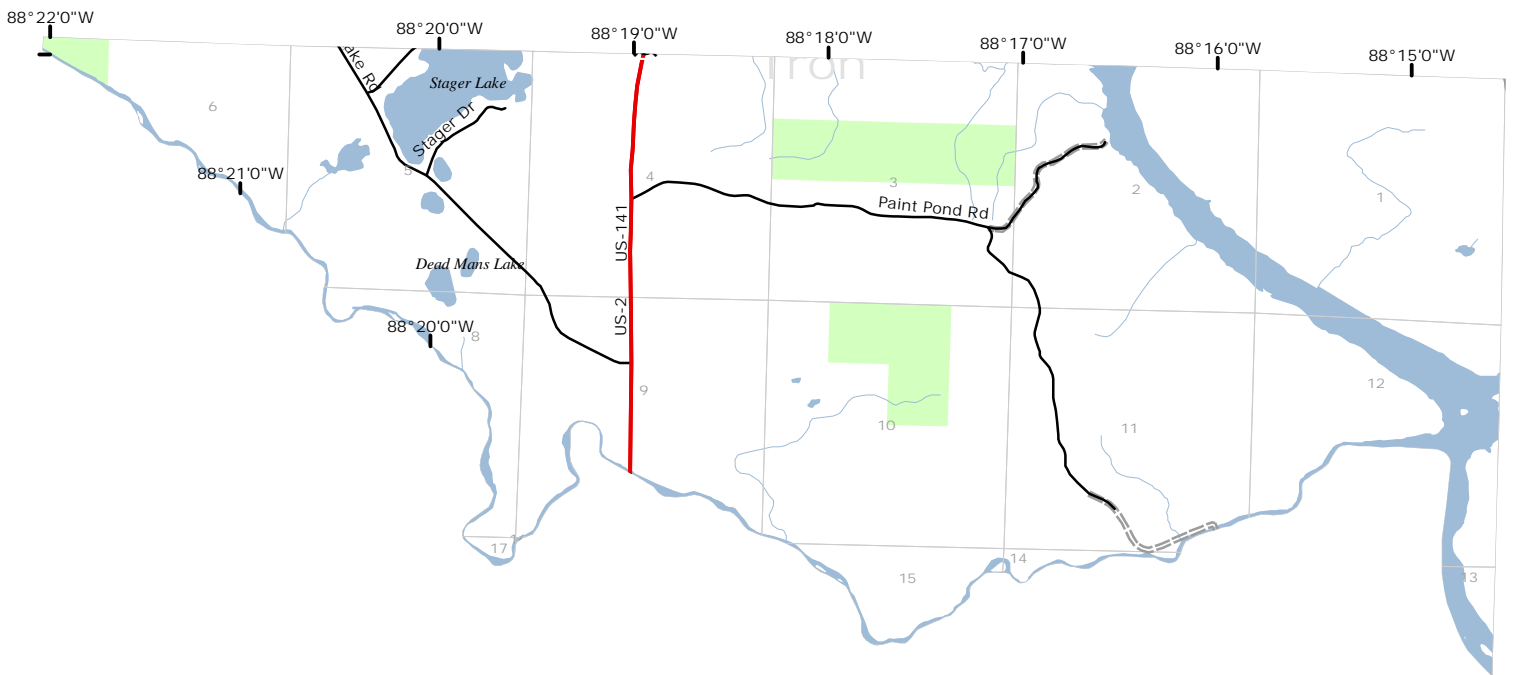 88°22'0"W
88°20'0"W
88°19'0"W
88°18'0"W
88°17'0"W
88°16'0"W
88°15'0"W
ake Rd
Iron
Stager Lake
6
Stager Dr
88°21'0"W
5
4
3
2
1
Paint Pond Rd
US-141
Dead Mans Lake
US-2
88°20'0"W
8
9
12
10
11
17
14
15
13